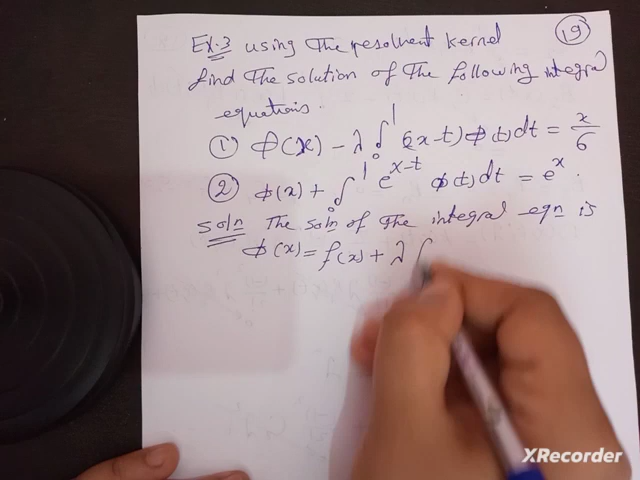 19
Ex.3 using The resolvent kernel
find The solution of The following integral
equations.
① ϕ(x) - λ ∫₀¹ (2x-t) ϕ(t) dt = x/6
② ϕ(x) + ∫₀¹ e^(x-t) ϕ(t) dt = e^x.
Soln The soln of The integral eqn is
ϕ(x) = f(x) + λ ∫
XRecorder